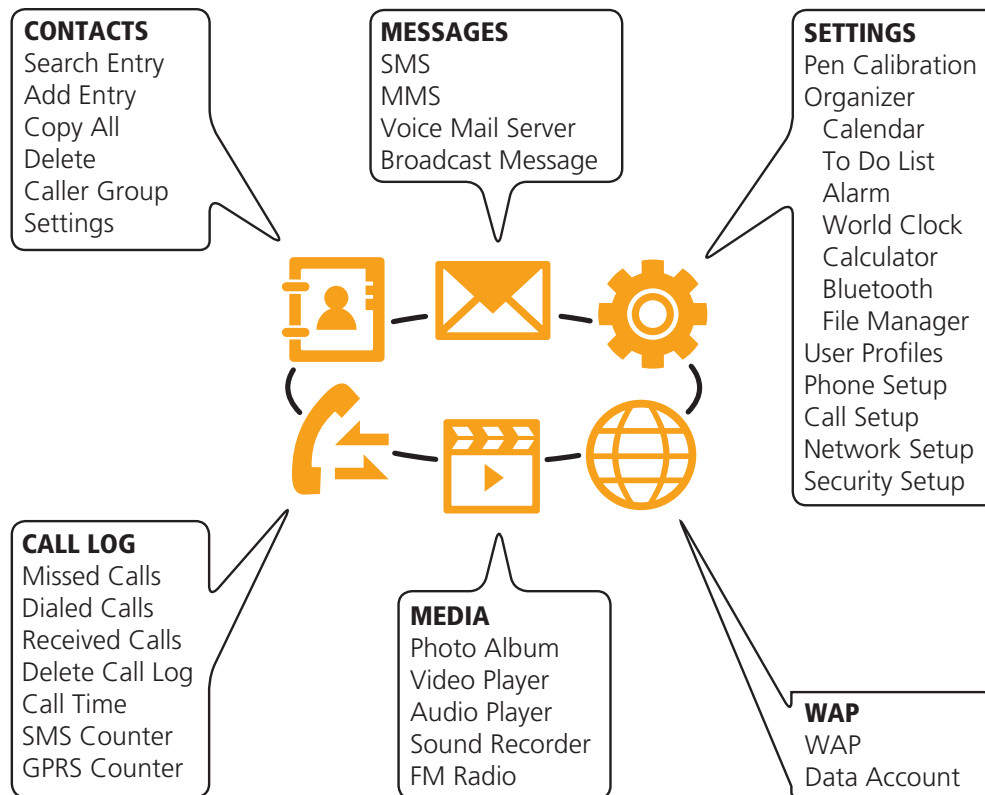 CONTACTS
Search Entry
Add Entry
Copy All
Delete
Caller Group
Settings
MESSAGES
SMS
MMS
Voice Mail Server
Broadcast Message
SETTINGS
Pen Calibration
Organizer
Calendar
To Do List
Alarm
World Clock
Calculator
Bluetooth
File Manager
User Profiles
Phone Setup
Call Setup
Network Setup
Security Setup
CALL LOG
Missed Calls
Dialed Calls
Received Calls
Delete Call Log
Call Time
SMS Counter
GPRS Counter
MEDIA
Photo Album
Video Player
Audio Player
Sound Recorder
FM Radio
WAP
WAP
Data Account